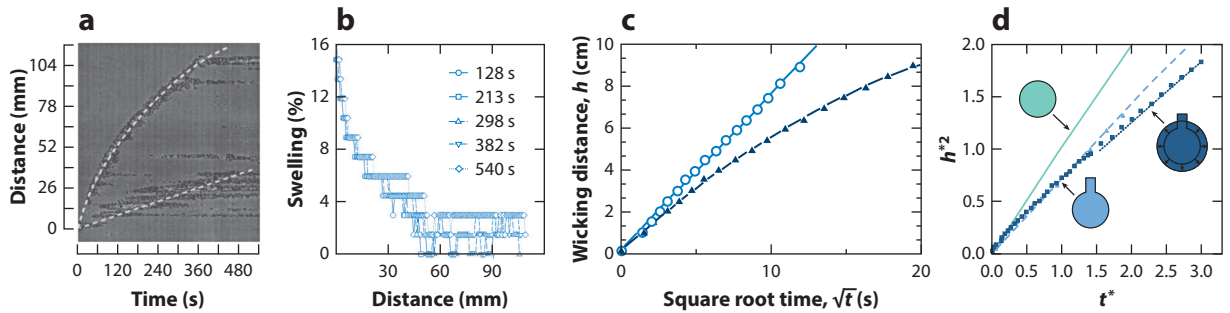 a
Distance (mm)
104
78
52
26
0
0 120 240 360 480
Time (s)
b
Swelling (%)
16
12
8
4
0
30 60 90
Distance (mm)
128 s
213 s
298 s
382 s
540 s
c
Wicking distance, h (cm)
10
8
6
4
2
0
0 10 20
Square root time, √t (s)
d
h*2
2.0
1.5
1.0
0.5
0.0
0.0 0.5 1.0 1.5 2.0 2.5 3.0
t*